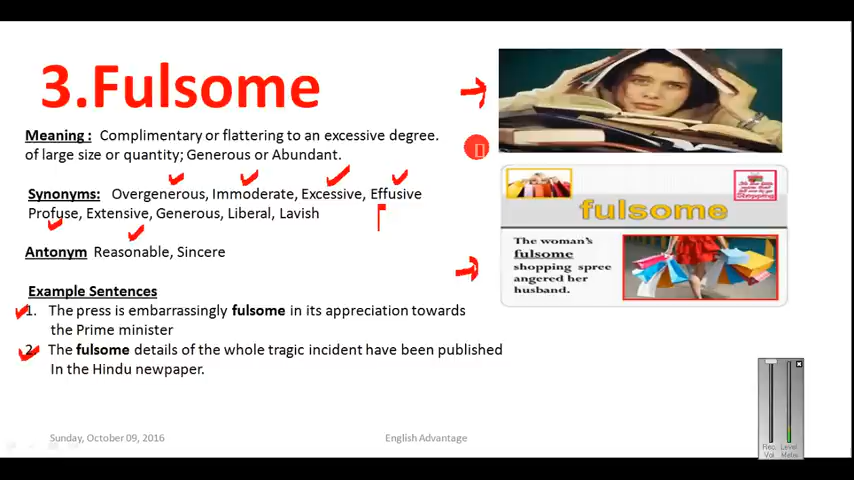 3.Fulsome
Meaning : Complimentary or flattering to an excessive degree.
of large size or quantity; Generous or Abundant.
Synonyms: Overgenerous, Immoderate, Excessive, Effusive
Profuse, Extensive, Generous, Liberal, Lavish
Antonym Reasonable, Sincere
Example Sentences
1. The press is embarrassingly fulsome in its appreciation towards
the Prime minister
2. The fulsome details of the whole tragic incident have been published
In the Hindu newpaper.
fulsome
The woman's
fulsome
shopping spree
angered her
husband.
Sunday, October 09, 2016
English Advantage
Rec. Level
Vol